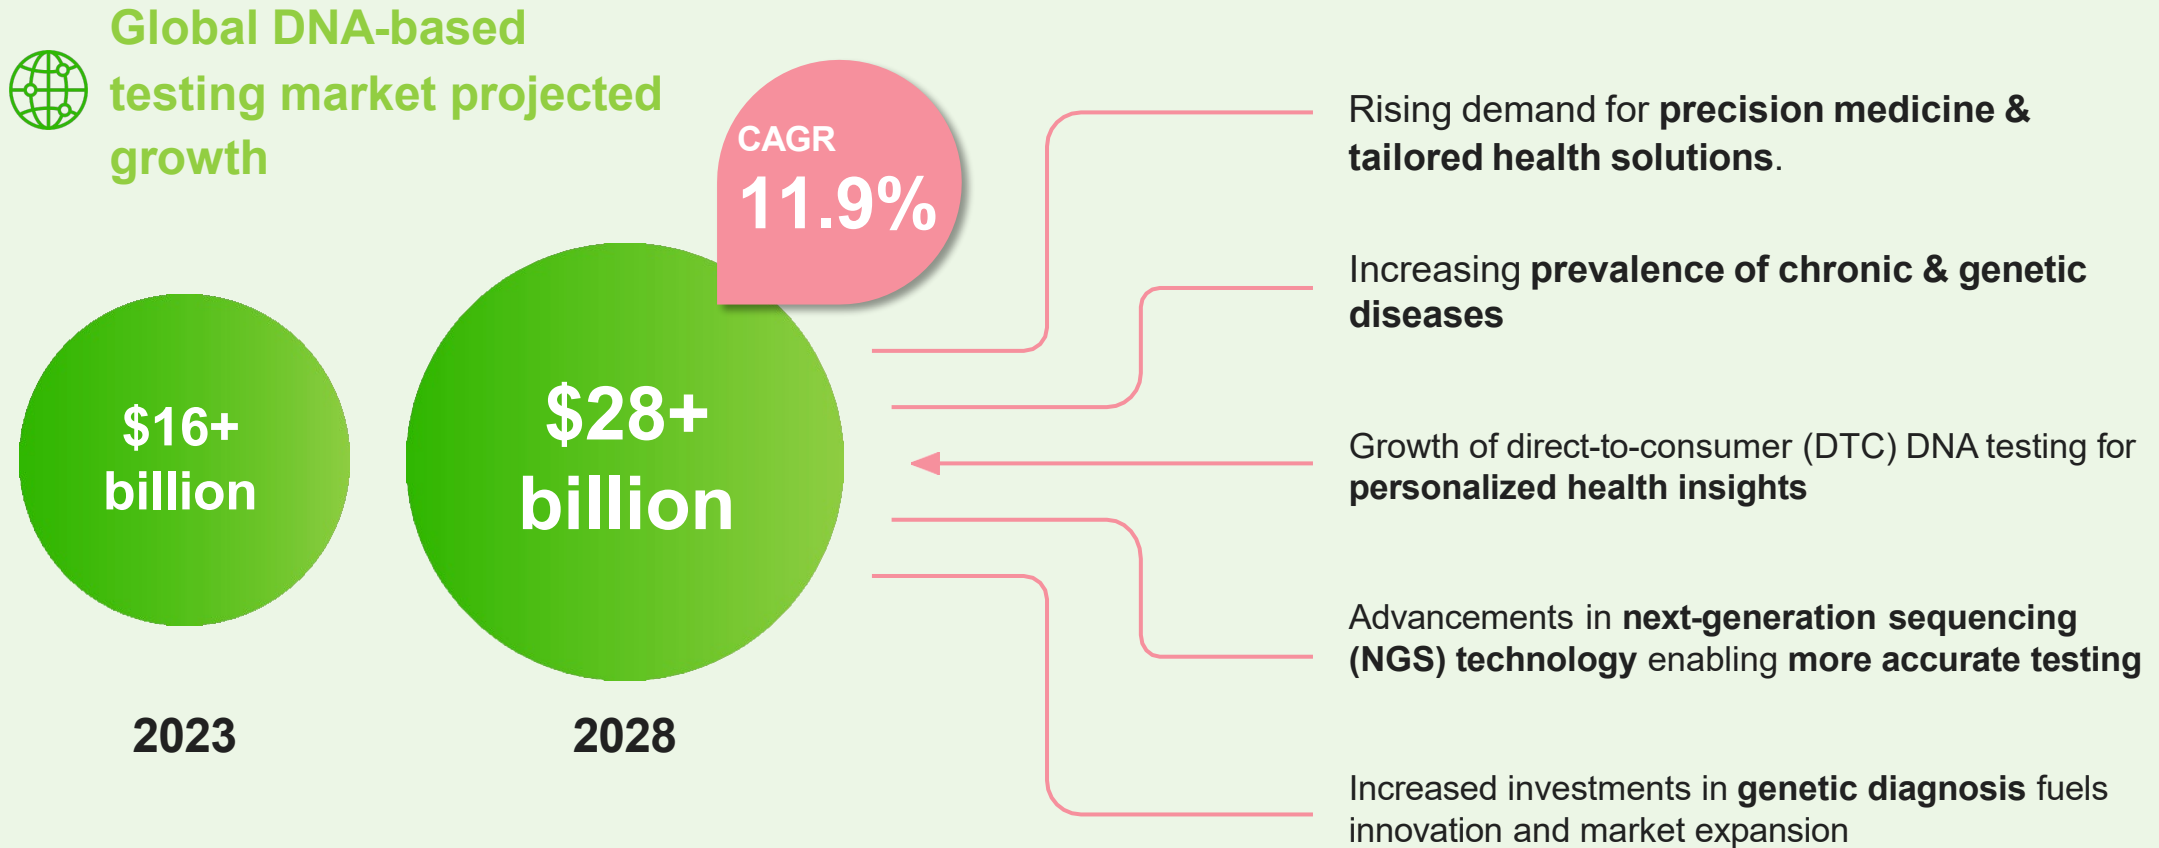 Global DNA-based
testing market projected
growth
CAGR
11.9%
$16+
billion
2023
$28+
billion
2028
Rising demand for precision medicine &
tailored health solutions.
Increasing prevalence of chronic & genetic
diseases
Growth of direct-to-consumer (DTC) DNA testing for
personalized health insights
Advancements in next-generation sequencing
(NGS) technology enabling more accurate testing
Increased investments in genetic diagnosis fuels
innovation and market expansion